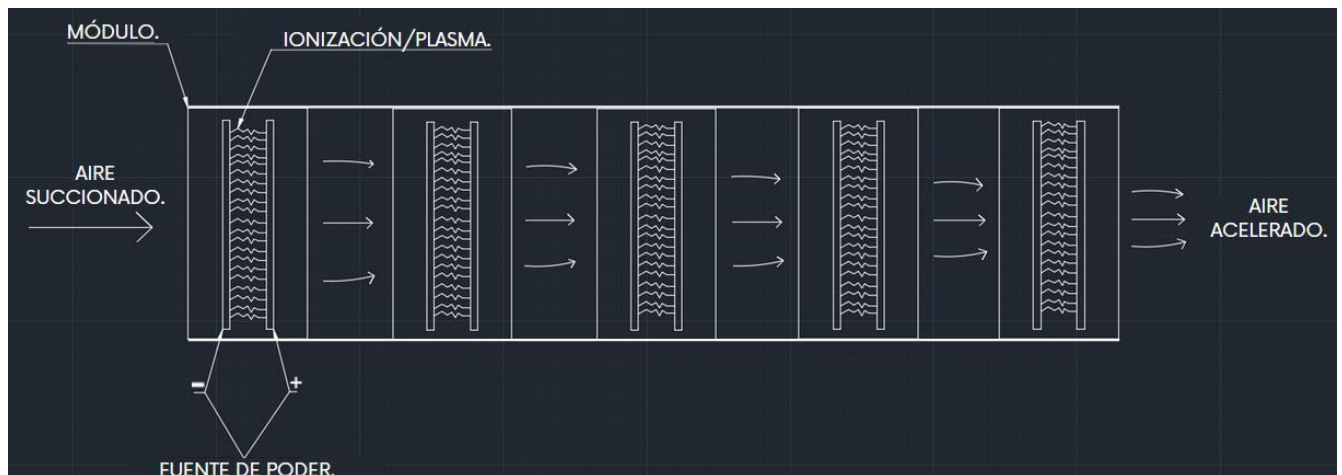 MÓDULO.
IONIZACIÓN/PLASMA.
AIRE
SUCCIONADO.
AIRE
ACELERADO.
- +
FUENTE DE PODER.